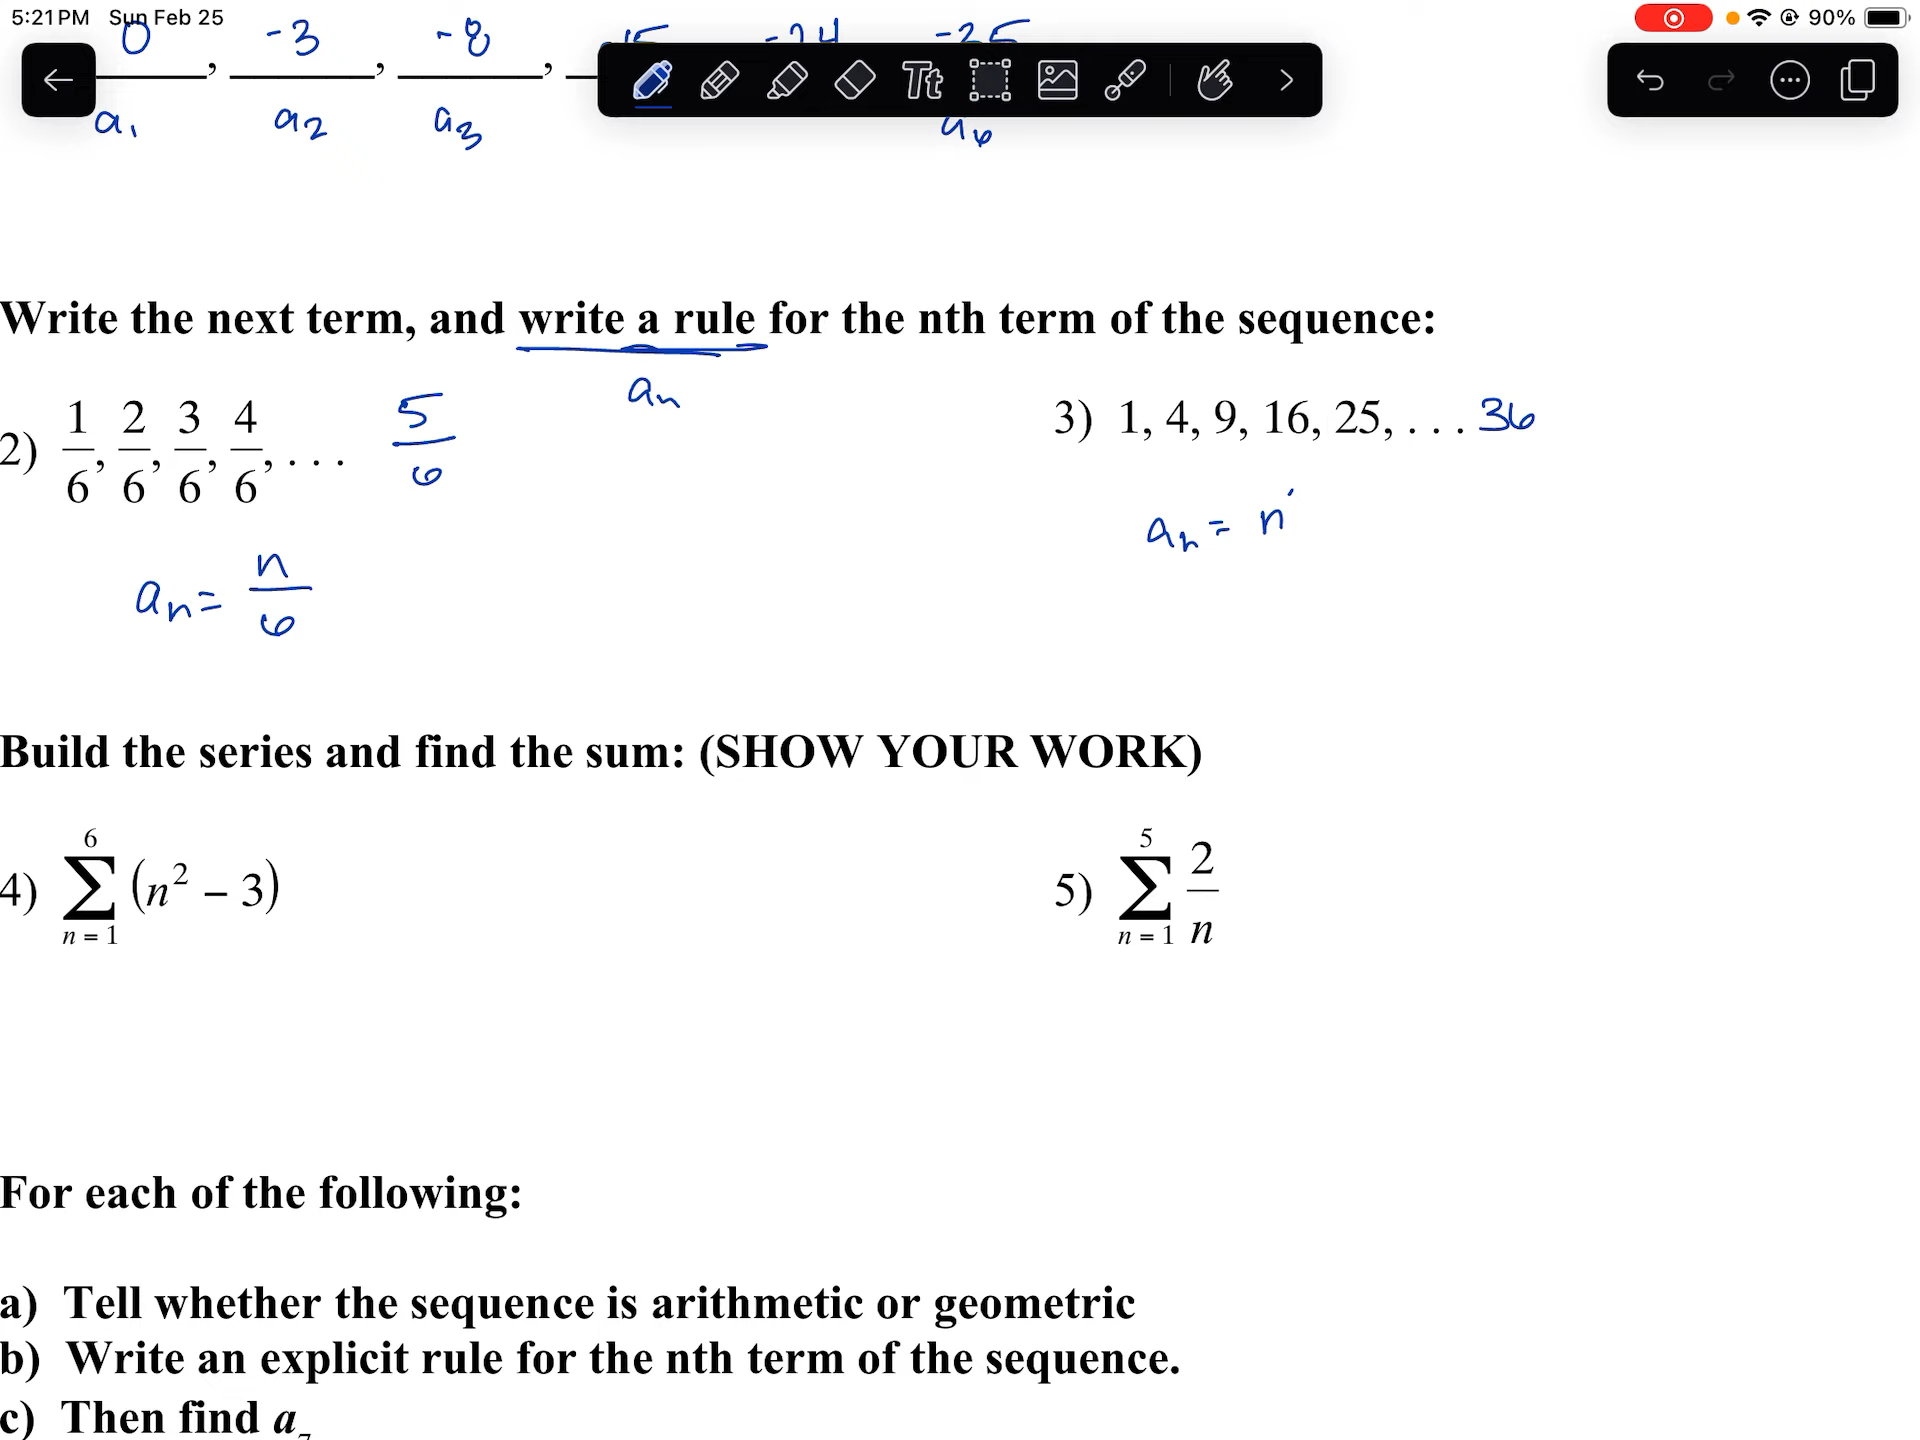 5:21 PM Sun Feb 25 90%
0, -3, -8,
a1 a2 a3 a6
Tt
Write the next term, and write a rule for the nth term of the sequence:
an
2) 1/6, 2/6, 3/6, 4/6, . . . 5/6
3) 1, 4, 9, 16, 25, . . . 36
an = n
an = n/6
Build the series and find the sum: (SHOW YOUR WORK)
4) 6 ∑ n = 1 (n² – 3)
5) 5 ∑ n = 1 2/n
For each of the following:
a) Tell whether the sequence is arithmetic or geometric
b) Write an explicit rule for the nth term of the sequence.
c) Then find a7